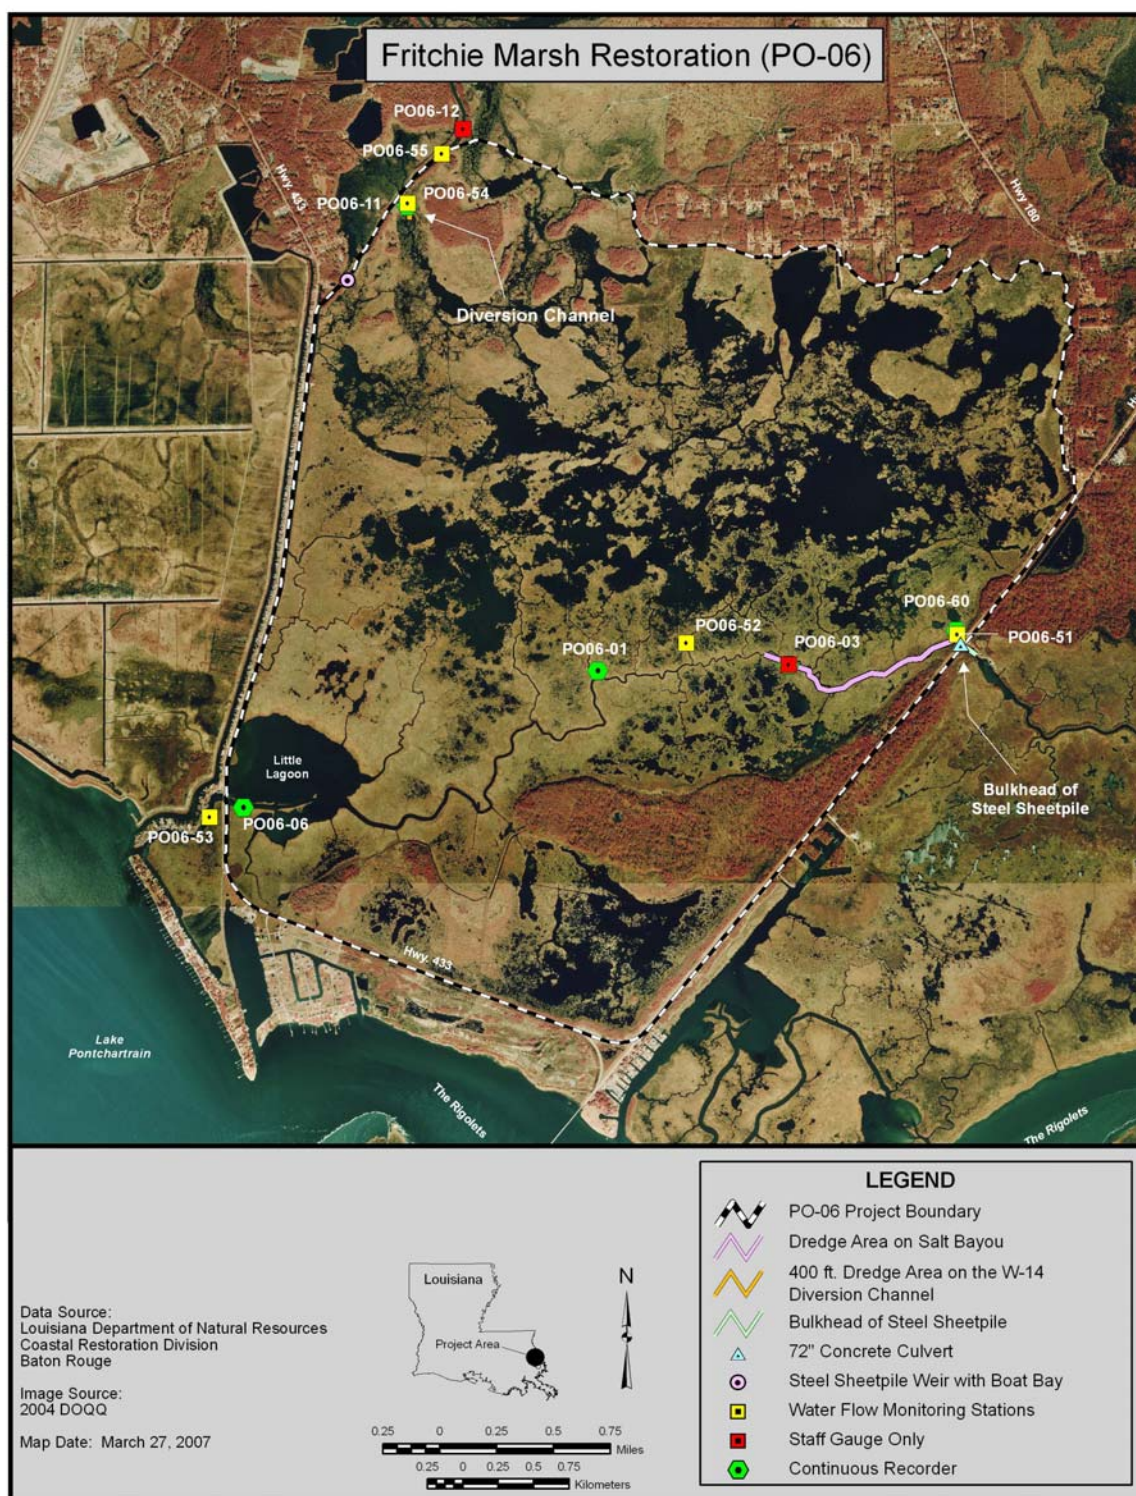 Fritchie Marsh Restoration (PO-06)
PO06-12
PO06-55
PO06-54
PO06-11
Hwy. 433
Hwy 180
Diversion Channel
PO06-60
PO06-52
PO06-51
PO06-03
PO06-01
Little
Lagoon
Bulkhead of
Steel Sheetpile
PO06-06
PO06-53
Hwy. 433
Lake
Pontchartrain
The Rigolets
The Rigolets
LEGEND
PO-06 Project Boundary
Dredge Area on Salt Bayou
400 ft. Dredge Area on the W-14
Diversion Channel
Bulkhead of Steel Sheetpile
72" Concrete Culvert
Steel Sheetpile Weir with Boat Bay
Water Flow Monitoring Stations
Staff Gauge Only
Continuous Recorder
Louisiana
Project Area
N
Data Source:
Louisiana Department of Natural Resources
Coastal Restoration Division
Baton Rouge
Image Source:
2004 DOQQ
Map Date: March 27, 2007
0.25 0 0.25 0.5 0.75
Miles
0.25 0 0.25 0.5 0.75
Kilometers